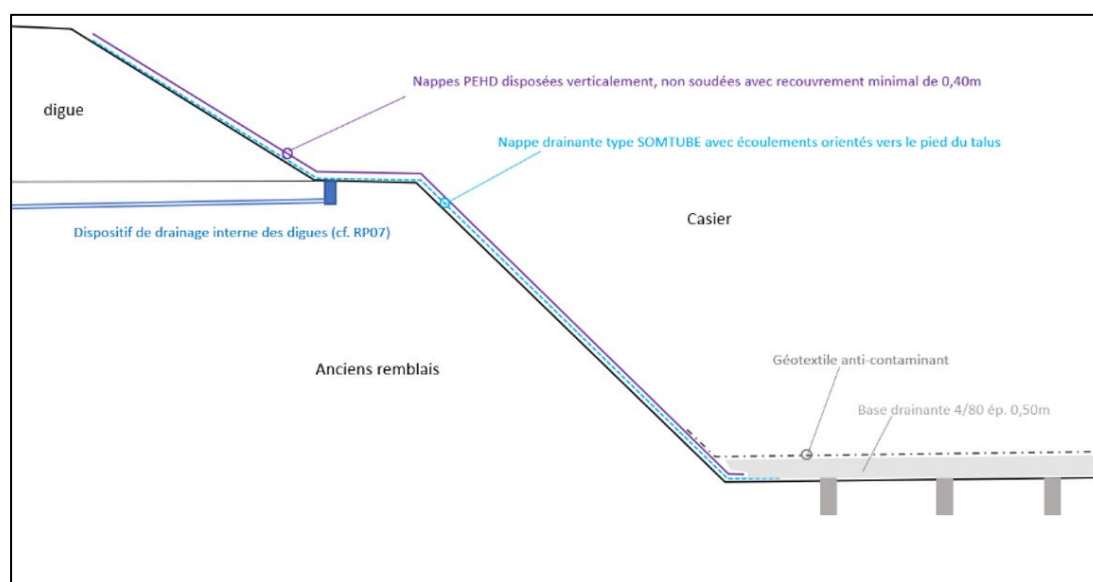 Nappes PEHD disposées verticalement, non soudées avec recouvrement minimal de 0,40m
digue
Nappe drainante type SOMTUBE avec écoulements orientés vers le pied du talus
Casier
Dispositif de drainage interne des digues (cf. RP07)
Géotextile anti-contaminant
Anciens remblais
Base drainante 4/80 ép. 0,50m